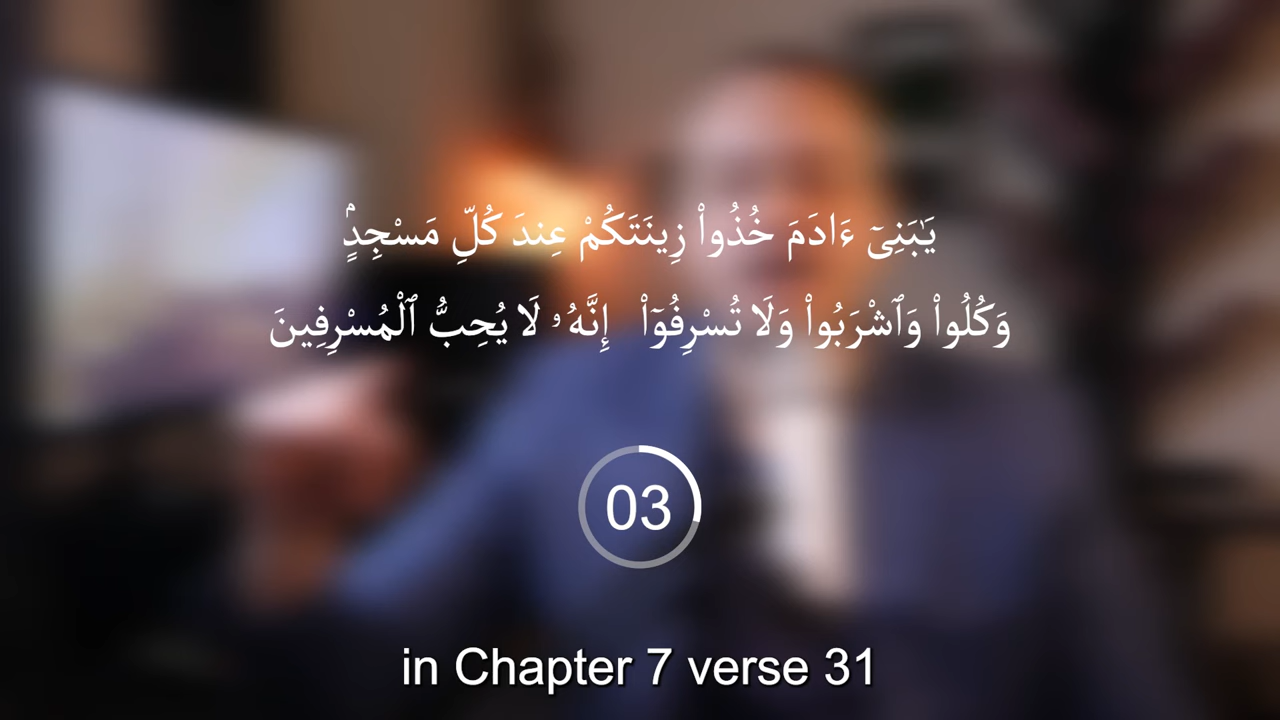 يَـٰبَنِىٓ ءَادَمَ خُذُوا۟ زِينَتَكُمْ عِندَ كُلِّ مَسْجِدٍۢ
وَكُلُوا۟ وَٱشْرَبُوا۟ وَلَا تُسْرِفُوٓا۟ إِنَّهُۥ لَا يُحِبُّ ٱلْمُسْرِفِينَ
03
in Chapter 7 verse 31